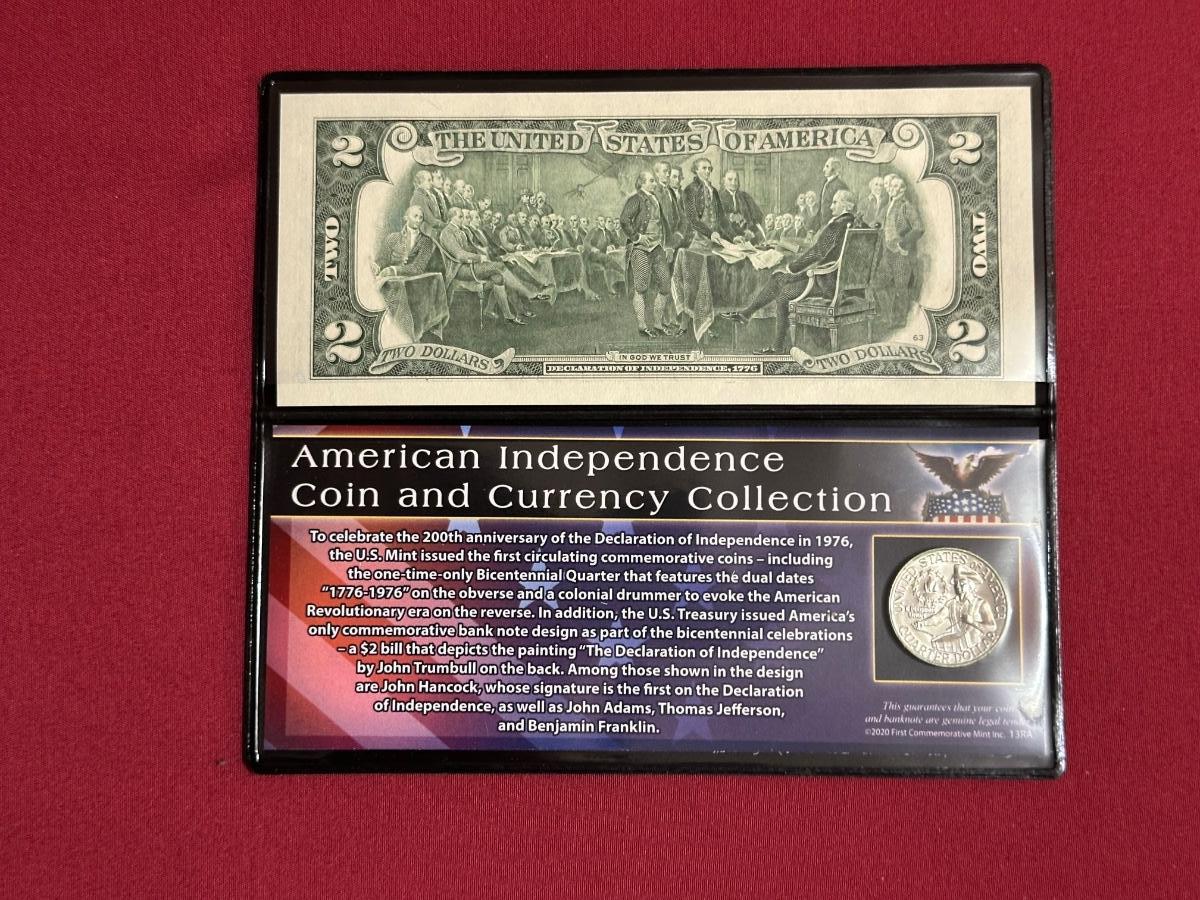 2 THE UNITED STATES OF AMERICA 2
TWO TWO
63
2 TWO DOLLARS IN GOD WE TRUST TWO DOLLARS 2
DECLARATION OF INDEPENDENCE, 1776
American Independence
Coin and Currency Collection
To celebrate the 200th anniversary of the Declaration of Independence in 1976,
the U.S. Mint issued the first circulating commemorative coins – including
the one-time-only Bicentennial Quarter that features the dual dates
"1776-1976" on the obverse and a colonial drummer to evoke the American
Revolutionary era on the reverse. In addition, the U.S. Treasury issued America's
only commemorative bank note design as part of the bicentennial celebrations
– a $2 bill that depicts the painting "The Declaration of Independence"
by John Trumbull on the back. Among those shown in the design
are John Hancock, whose signature is the first on the Declaration
of Independence, as well as John Adams, Thomas Jefferson,
and Benjamin Franklin.
UNITED STATES OF AMERICA
QUARTER DOLLAR
This guarantees that your coin
and banknote are genuine legal tender
©2020 First Commemorative Mint Inc. 13RA